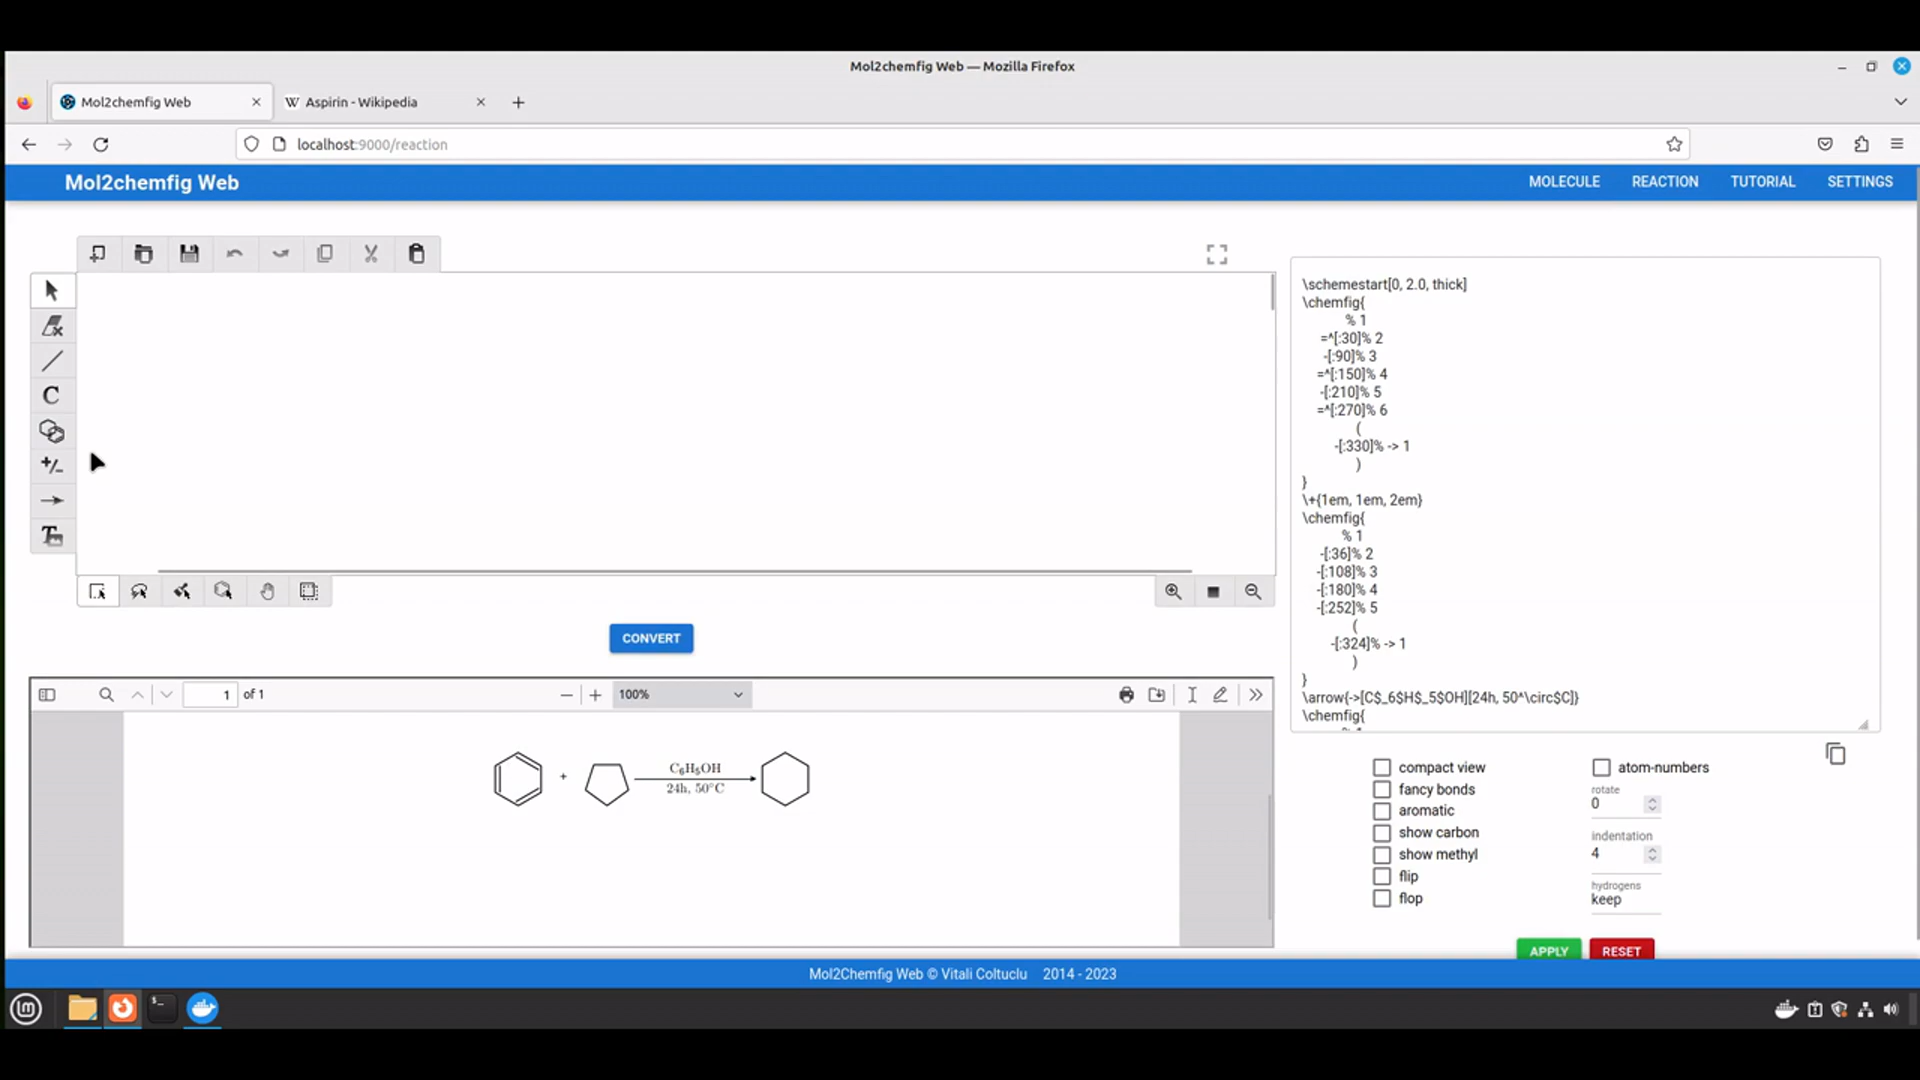 Mol2chemfig Web — Mozilla Firefox
Mol2chemfig Web
W Aspirin - Wikipedia
localhost:9000/reaction
Mol2chemfig Web
MOLECULE REACTION TUTORIAL SETTINGS
C
+/-
T
CONVERT
1 of 1
100%
C6H5OH
+
24h, 50°C
\schemestart[0, 2.0, thick]
\chemfig{
% 1
=^[:30]% 2
-[:90]% 3
=^[:150]% 4
-[:210]% 5
=^[:270]% 6
(
-[:330]% -> 1
)
}
\+{1em, 1em, 2em}
\chemfig{
% 1
-[:36]% 2
-[:108]% 3
-[:180]% 4
-[:252]% 5
(
-[:324]% -> 1
)
}
\arrow{->[C$_6$H$_5$OH][24h, 50^\circ$C]}
\chemfig{
compact view
fancy bonds
aromatic
show carbon
show methyl
flip
flop
atom-numbers
rotate
0
indentation
4
hydrogens
keep
APPLY RESET
Mol2Chemfig Web © Vitali Coltuclu 2014 - 2023